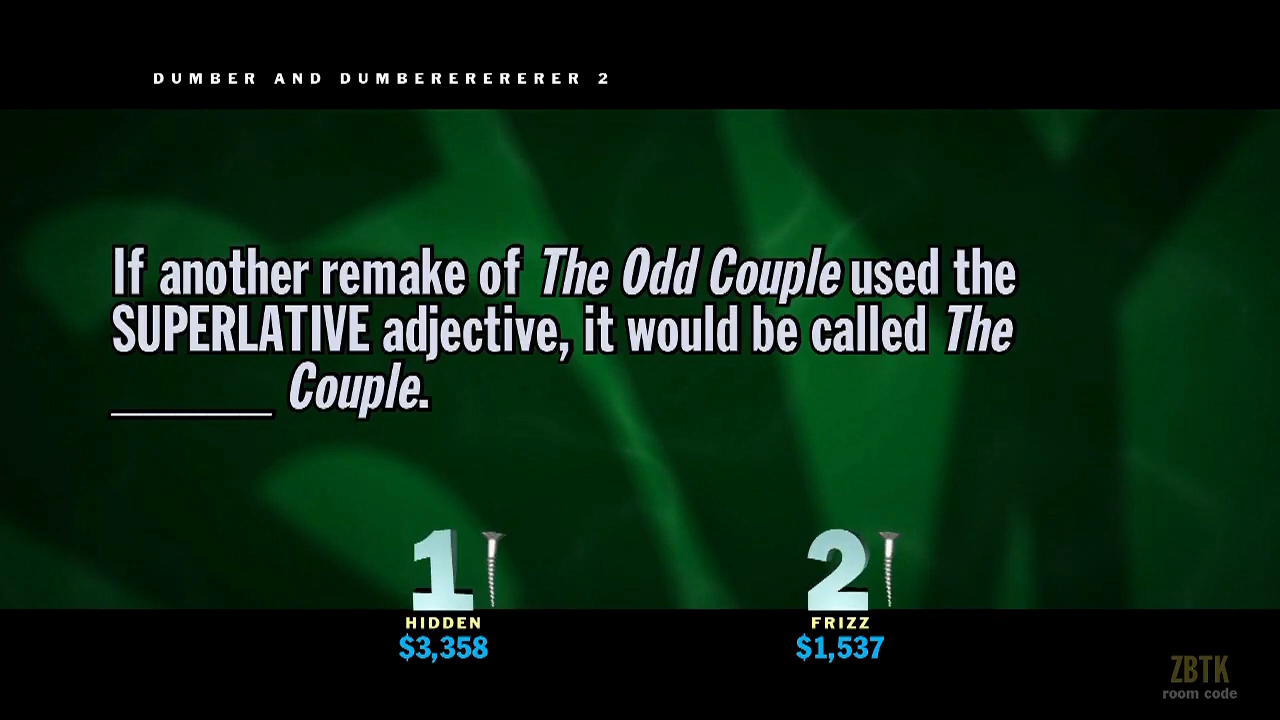 DUMBER AND DUMBERERERERER 2
If another remake of The Odd Couple used the
SUPERLATIVE adjective, it would be called The
_______ Couple.
1 2
HIDDEN FRIZZ
$3,358 $1,537
ZBTK
room code